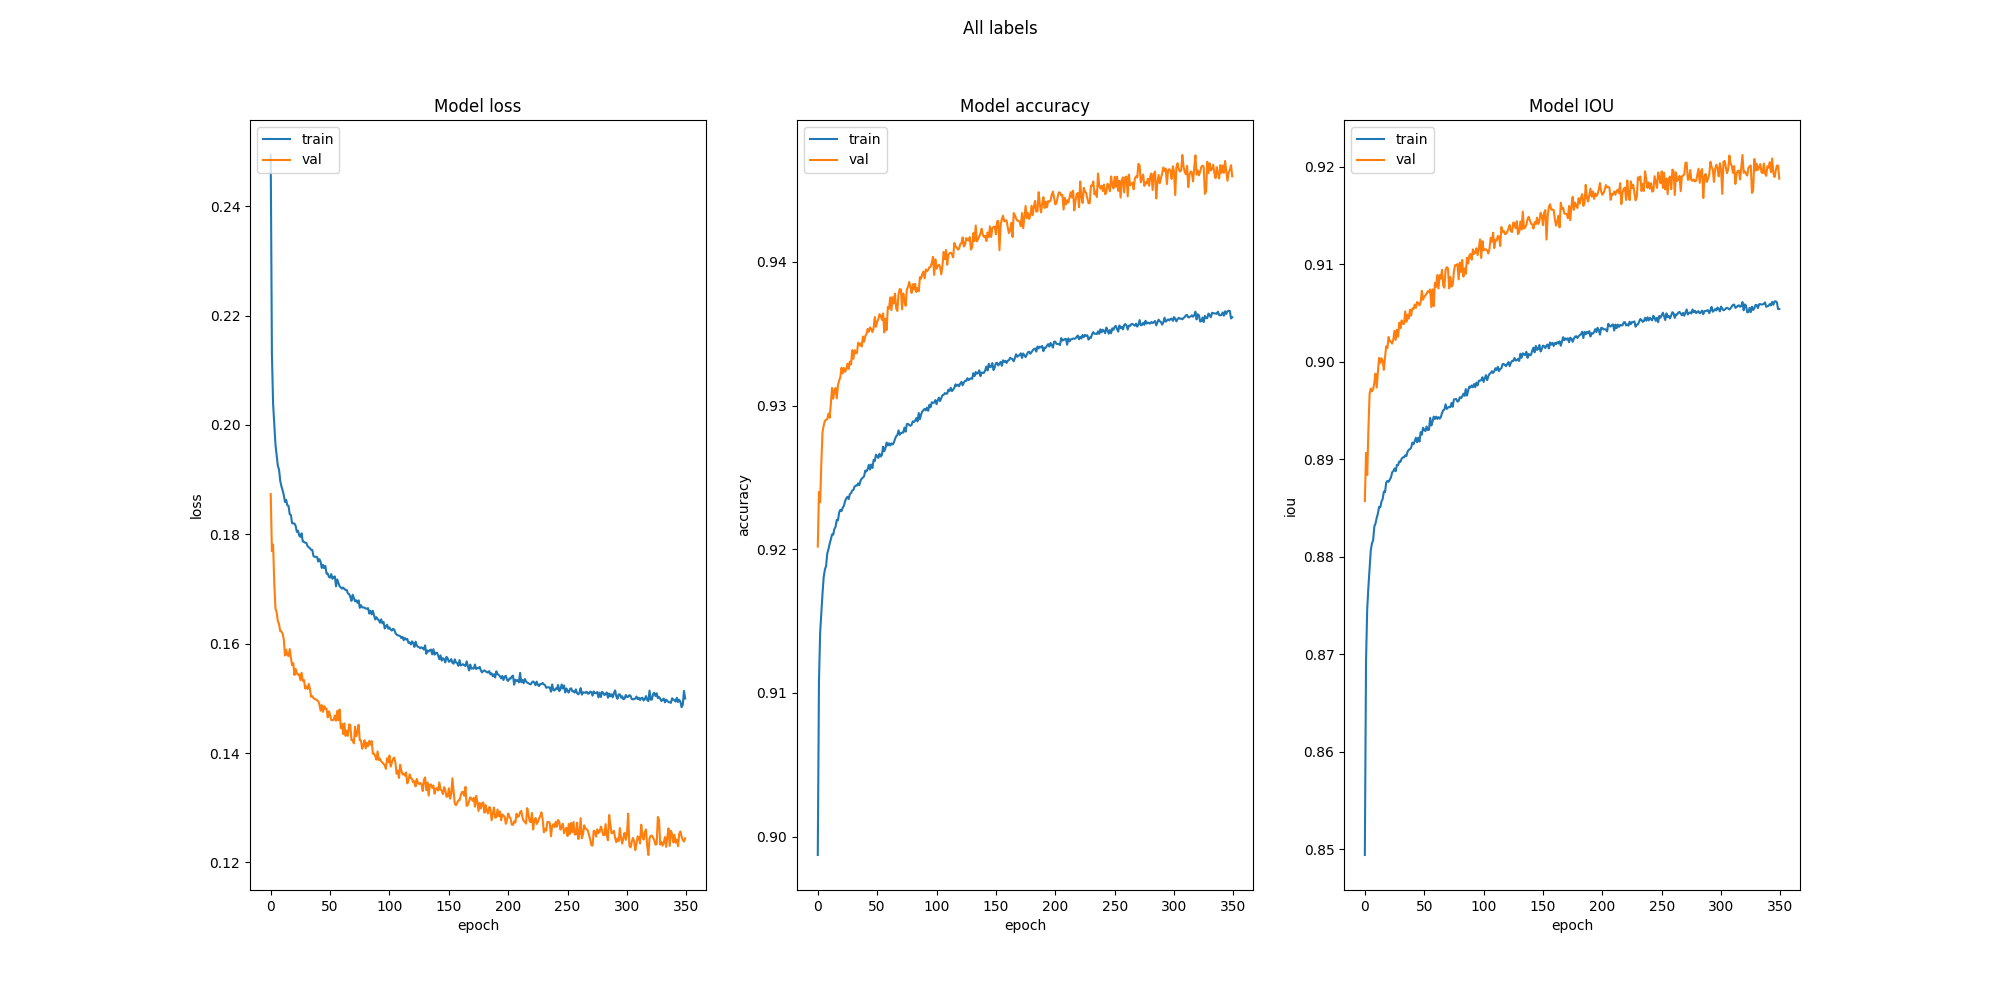 All labels
Model loss
train
val
0.24
0.22
0.20
0.18
0.16
0.14
0.12
loss
0 50 100 150 200 250 300 350
epoch
Model accuracy
train
val
0.94
0.93
0.92
0.91
0.90
accuracy
0 50 100 150 200 250 300 350
epoch
Model IOU
train
val
0.92
0.91
0.90
0.89
0.88
0.87
0.86
0.85
iou
0 50 100 150 200 250 300 350
epoch